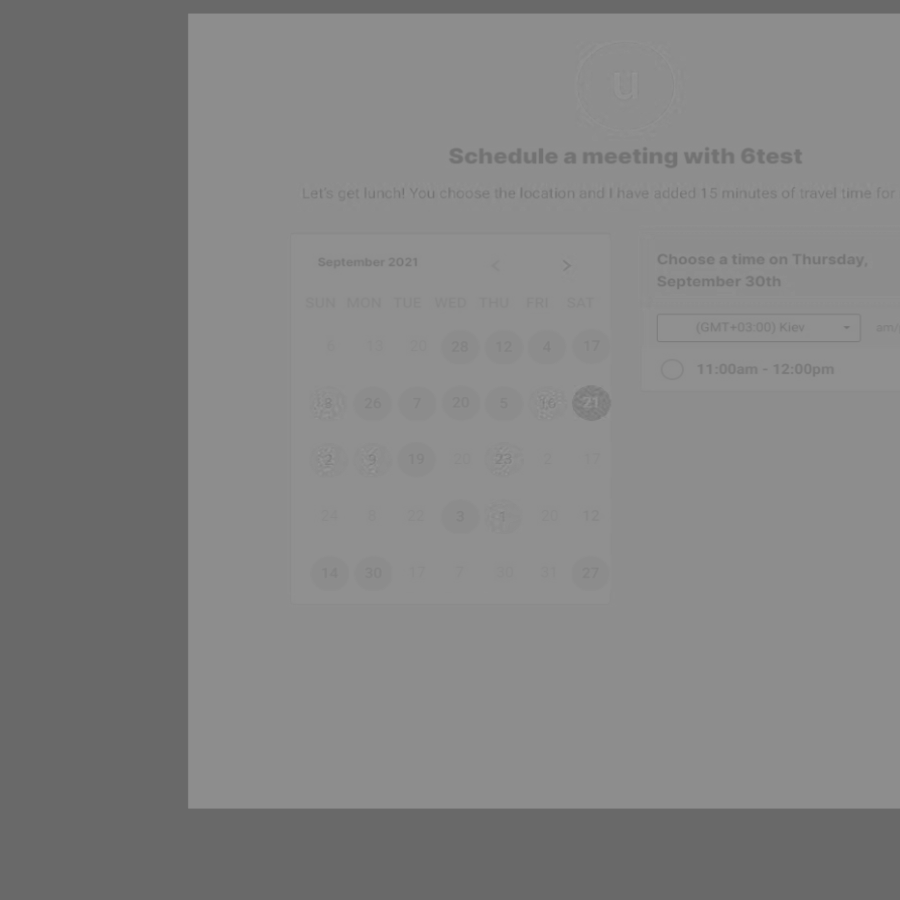 y
Schedule a meeting with 6test
Let's get lunch! You choose the location and I have added 15 minutes of travel time for
September 2021
SUN MON TUE WED THU FRI SAT
6 13 20 28 12 4 17
26 7 20 5 16 21
2 9 19 30 23 2 17
24 8 22 3 1 20 12
14 30 17 7 30 31 27
Choose a time on Thursday,
September 30th
(GMT+03:00) Kiev
am/
11:00am - 12:00pm